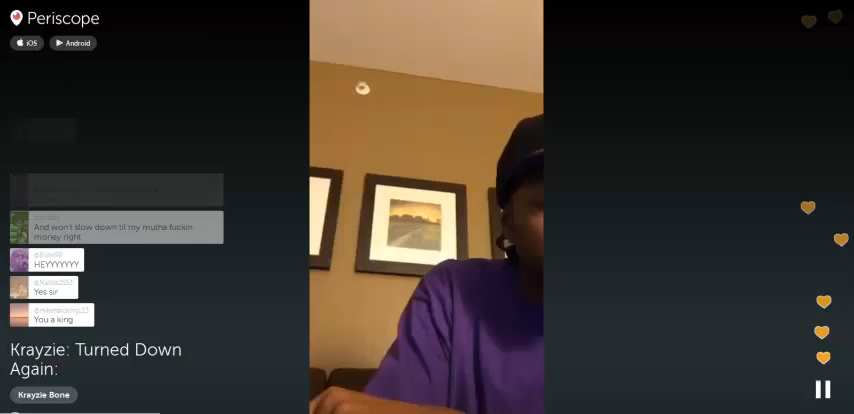 Periscope
iOS
Android
And won't slow down til my mutha fuckin
money right
HEYYYYYYY
Yes sir
You a king
Krayzie: Turned Down
Again:
Krayzie Bone